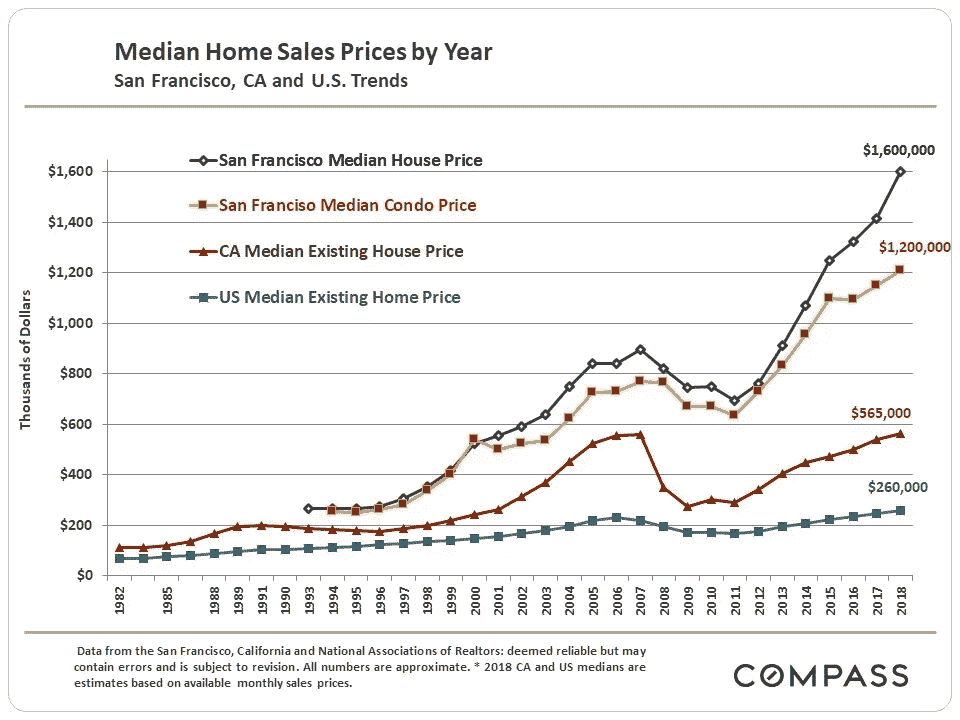 Median Home Sales Prices by Year
San Francisco, CA and U.S. Trends
$1,600,000
San Francisco Median House Price
$1,600
San Franciso Median Condo Price
$1,400
$1,200,000
CA Median Existing House Price
$1,200
US Median Existing Home Price
$1,000
Thousands of Dollars
$800
$565,000
$600
$400
$260,000
$200
$0
1982 1985 1988 1989 1991 1990 1993 1994 1995 1996 1997 1998 1999 2000 2001 2002 2003 2004 2005 2006 2007 2008 2009 2010 2011 2012 2013 2014 2015 2016 2017 2018
Data from the San Francisco, California and National Associations of Realtors: deemed reliable but may
contain errors and is subject to revision. All numbers are approximate. * 2018 CA and US medians are
estimates based on available monthly sales prices.
COMPASS